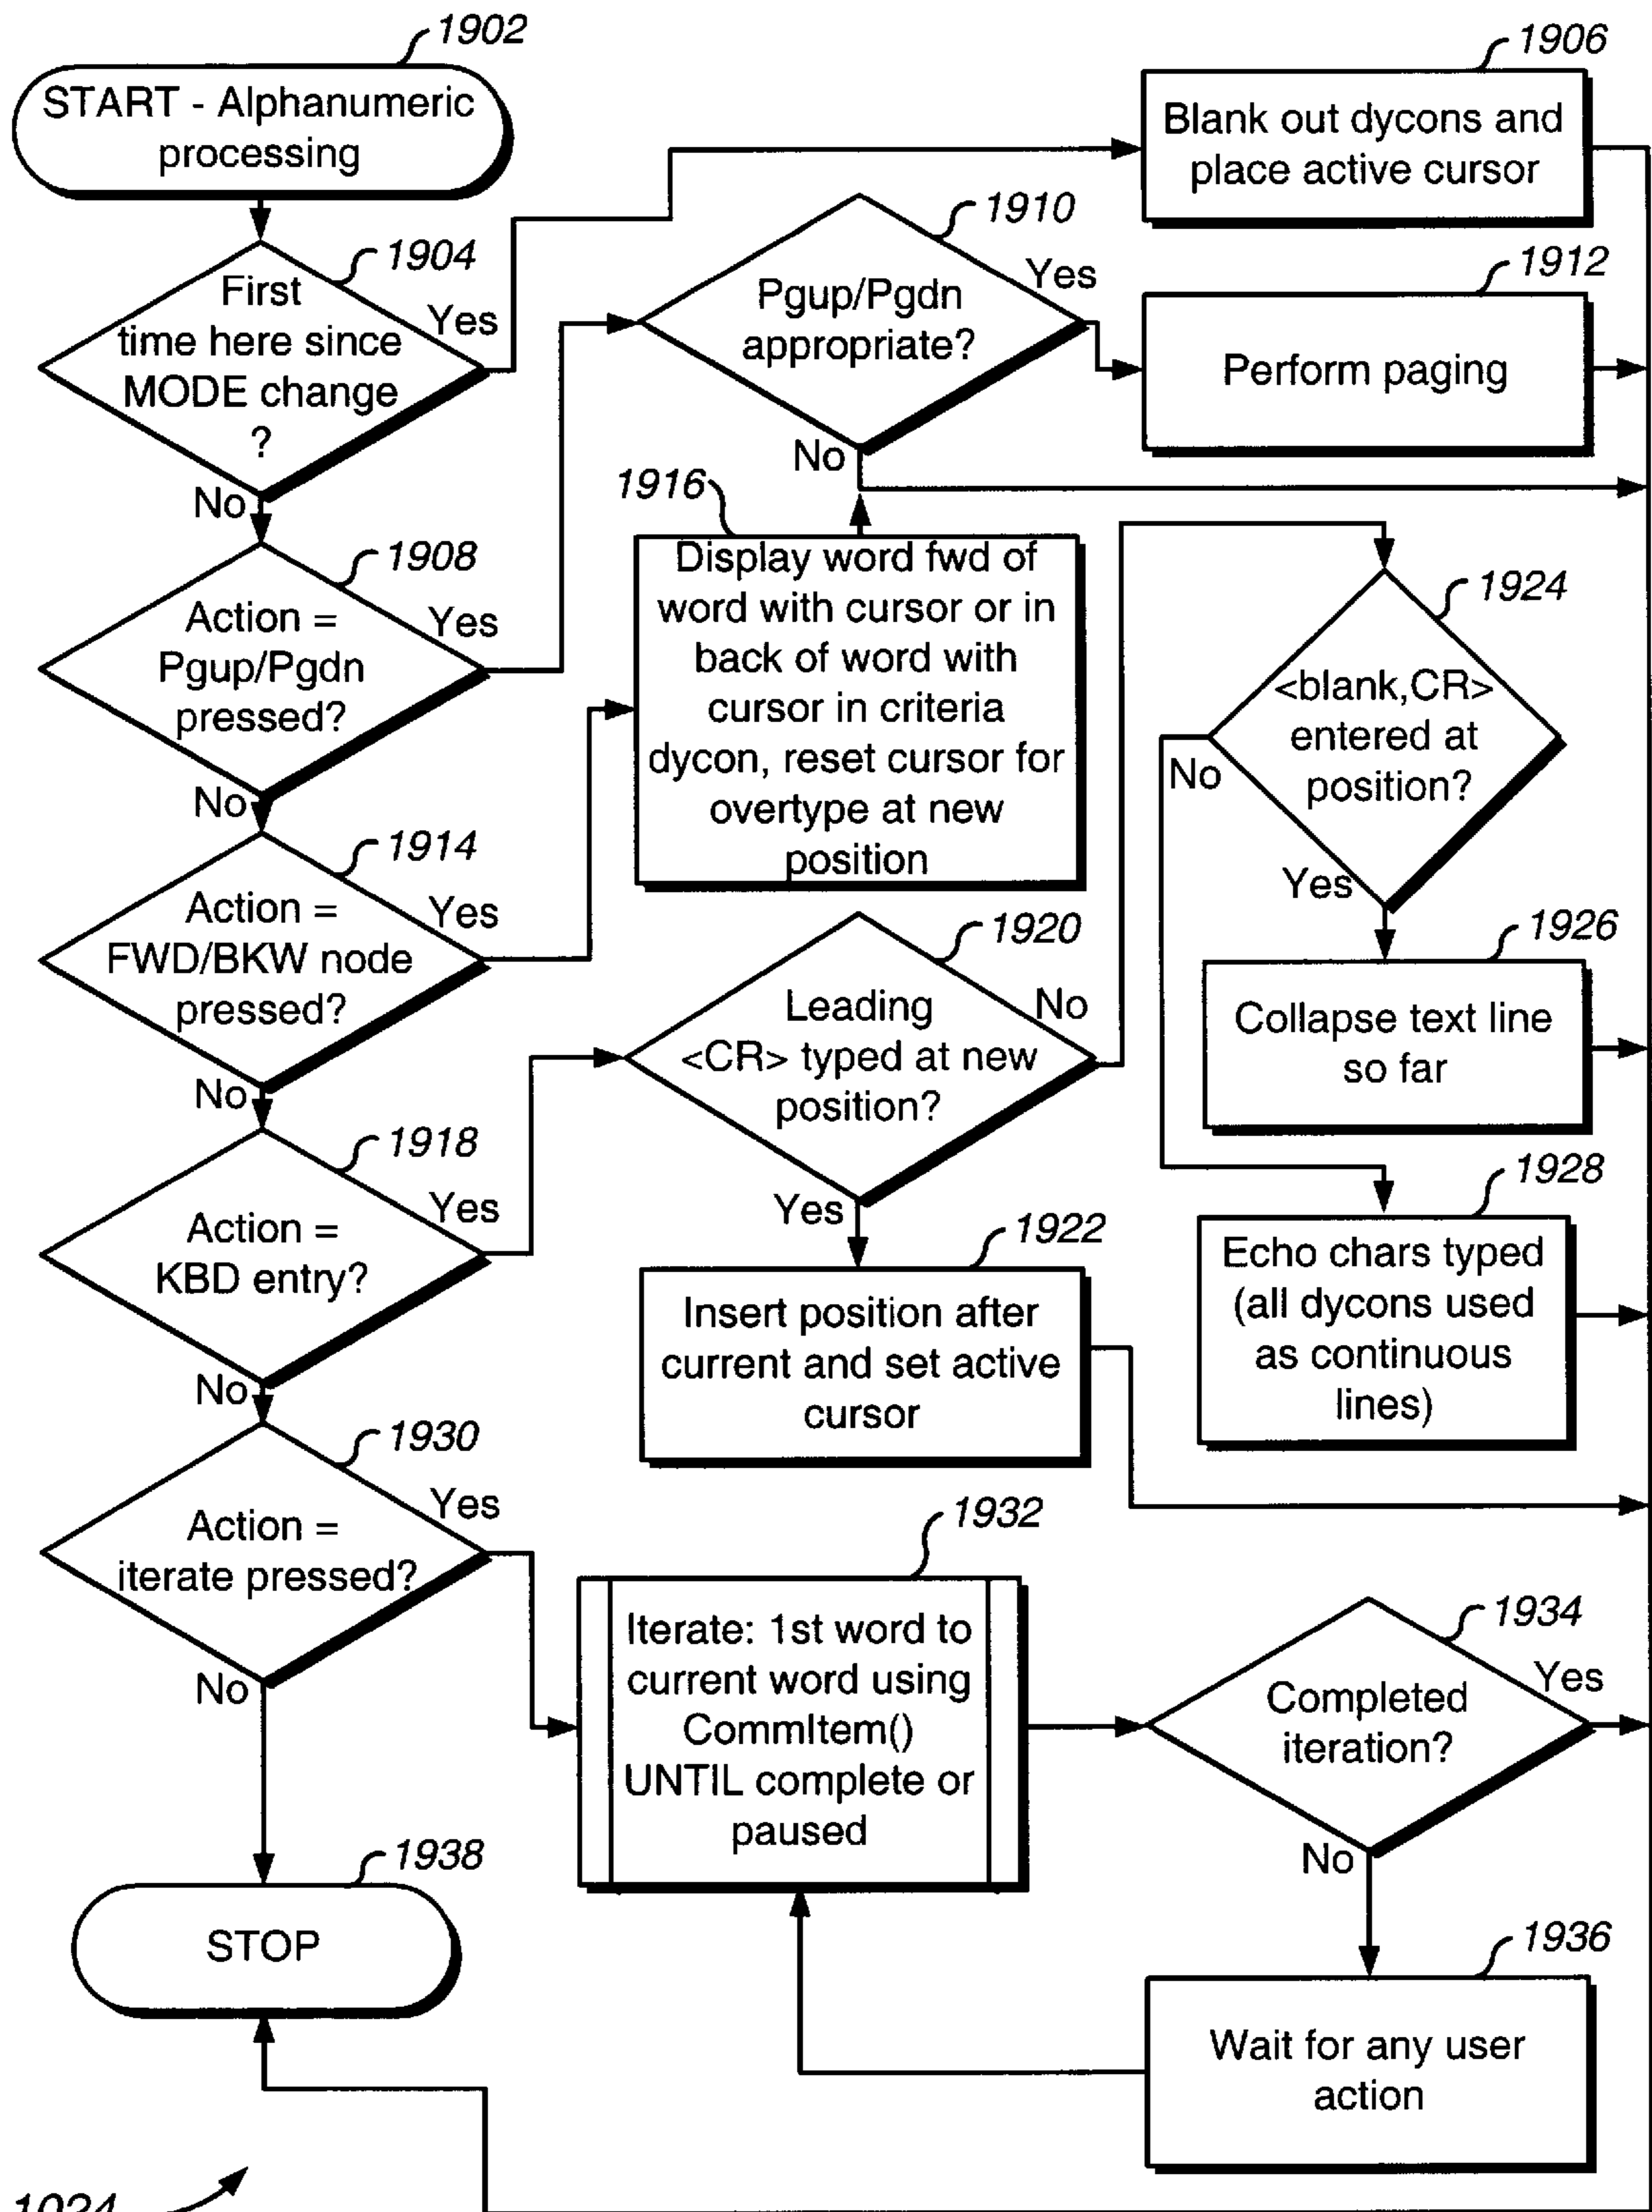 1902
START - Alphanumeric
processing
1904
First
time here since
MODE change
?
Yes
No
1906
Blank out dycons and
place active cursor
1908
Action =
Pgup/Pgdn
pressed?
Yes
No
1910
Pgup/Pgdn
appropriate?
Yes
No
1912
Perform paging
1914
Action =
FWD/BKW node
pressed?
Yes
No
1916
Display word fwd of
word with cursor or in
back of word with
cursor in criteria
dycon, reset cursor for
overtype at new
position
1918
Action =
KBD entry?
Yes
No
1920
Leading
<CR> typed at new
position?
No
Yes
1922
Insert position after
current and set active
cursor
1924
<blank,CR>
entered at
position?
No
Yes
1926
Collapse text line
so far
1928
Echo chars typed
(all dycons used
as continuous
lines)
1930
Action =
iterate pressed?
Yes
No
1932
Iterate: 1st word to
current word using
CommItem()
UNTIL complete or
paused
1934
Completed
iteration?
Yes
No
1936
Wait for any user
action
1938
STOP
1024